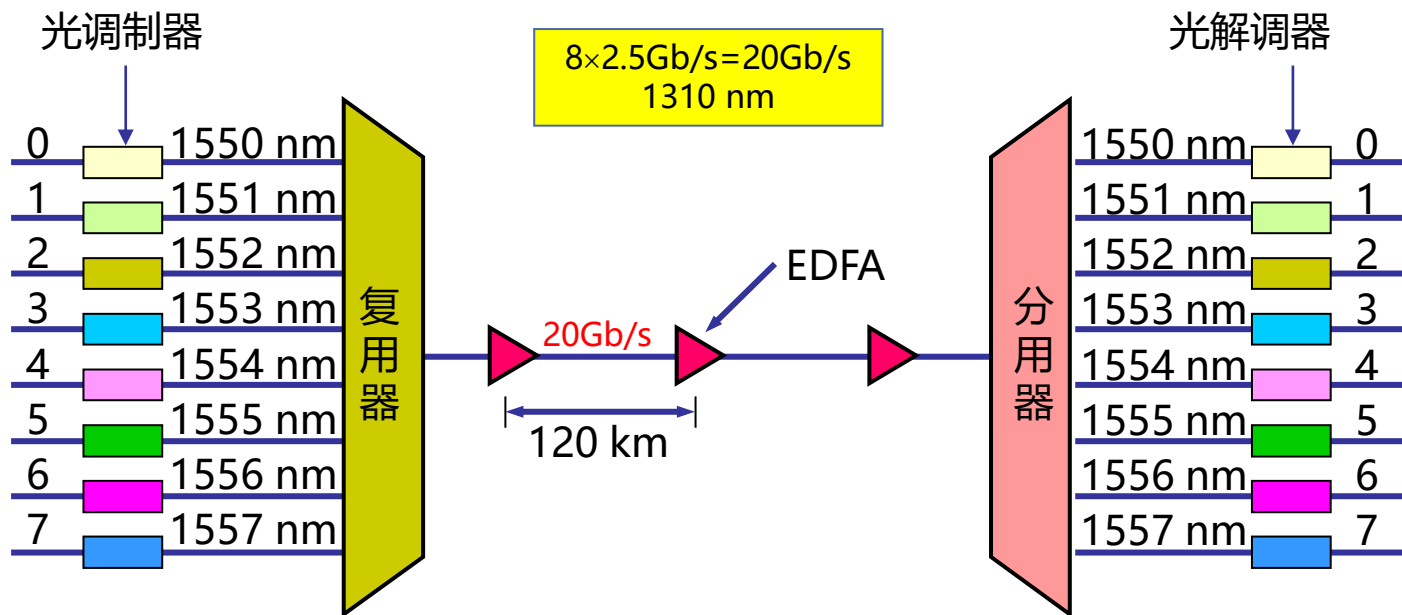 光调制器
8×2.5Gb/s=20Gb/s
1310 nm
光解调器
0 1550 nm
1 1551 nm
2 1552 nm
3 1553 nm
4 1554 nm
5 1555 nm
6 1556 nm
7 1557 nm
复用器
20Gb/s
EDFA
120 km
分用器
1550 nm 0
1551 nm 1
1552 nm 2
1553 nm 3
1554 nm 4
1555 nm 5
1556 nm 6
1557 nm 7